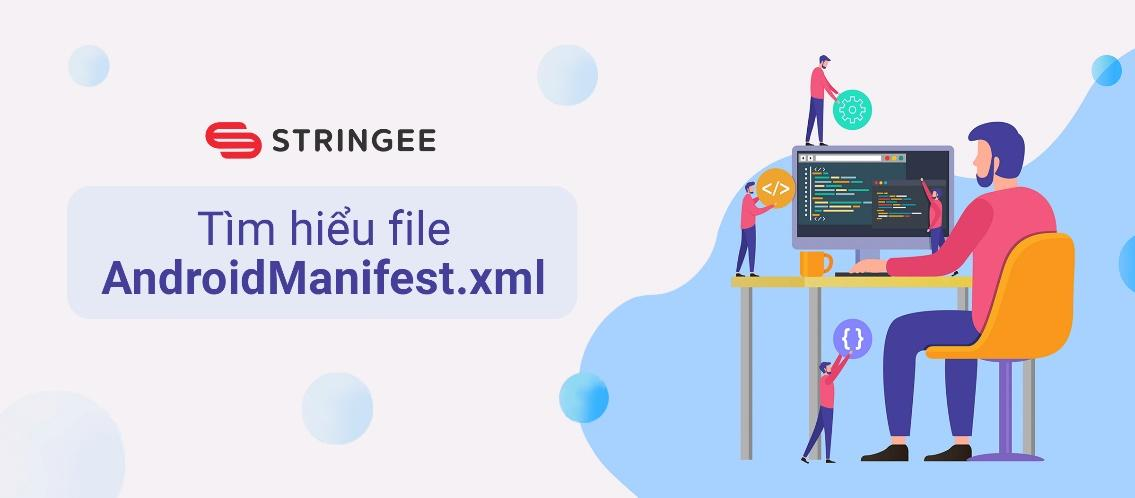 STRINGEE
Tìm hiểu file
AndroidManifest.xml
</>
{}